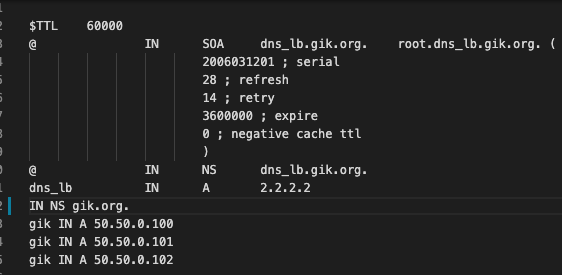 $TTL 60000
@ IN SOA dns_lb.gik.org. root.dns_lb.gik.org. (
2006031201 ; serial
28 ; refresh
14 ; retry
3600000 ; expire
0 ; negative cache ttl
)
@ IN NS dns_lb.gik.org.
dns_lb IN A 2.2.2.2
IN NS gik.org.
gik IN A 50.50.0.100
gik IN A 50.50.0.101
gik IN A 50.50.0.102